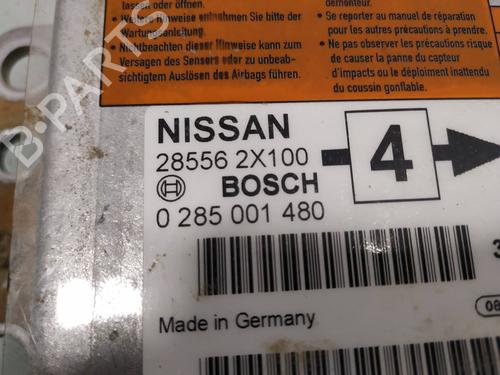 lassen oder öffnen.
Weitere Hinweise entnehmen Sie bitte der
Wartungsanleitung.
Nichtbeachten dieser Hinweise kann zum
Versagen des Sensors oder zu unbeab-
sichtigtem Auslösen des Airbags führen.
démonteur.
Se reporter au manuel de réparation
pour les autres précautions à prendre.
Ne pas observer les précautions risque
de causer la panne du capteur
d'impacts ou le déploiement inattendu
du coussin gonflable.
NISSAN
28556 2X100
4
BOSCH
0 285 001 480
Made in Germany
B-PARTS